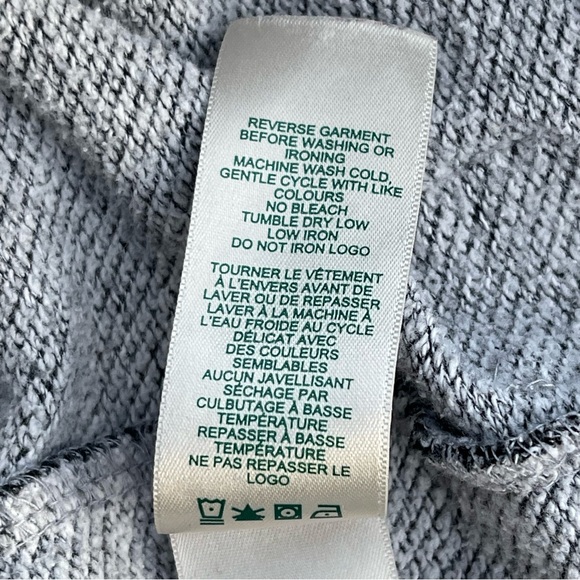 REVERSE GARMENT
BEFORE WASHING OR
IRONING
MACHINE WASH COLD,
GENTLE CYCLE WITH LIKE
COLOURS
NO BLEACH
TUMBLE DRY LOW
LOW IRON
DO NOT IRON LOGO
TOURNER LE VÊTEMENT
À L'ENVERS AVANT DE
LAVER OU DE REPASSER
LAVER À LA MACHINE À
L'EAU FROIDE AU CYCLE
DÉLICAT AVEC
DES COULEURS
SEMBLABLES
AUCUN JAVELLISANT
SÉCHAGE PAR
CULBUTAGE À BASSE
TEMPÉRATURE
REPASSER À BASSE
TEMPÉRATURE
NE PAS REPASSER LE
LOGO